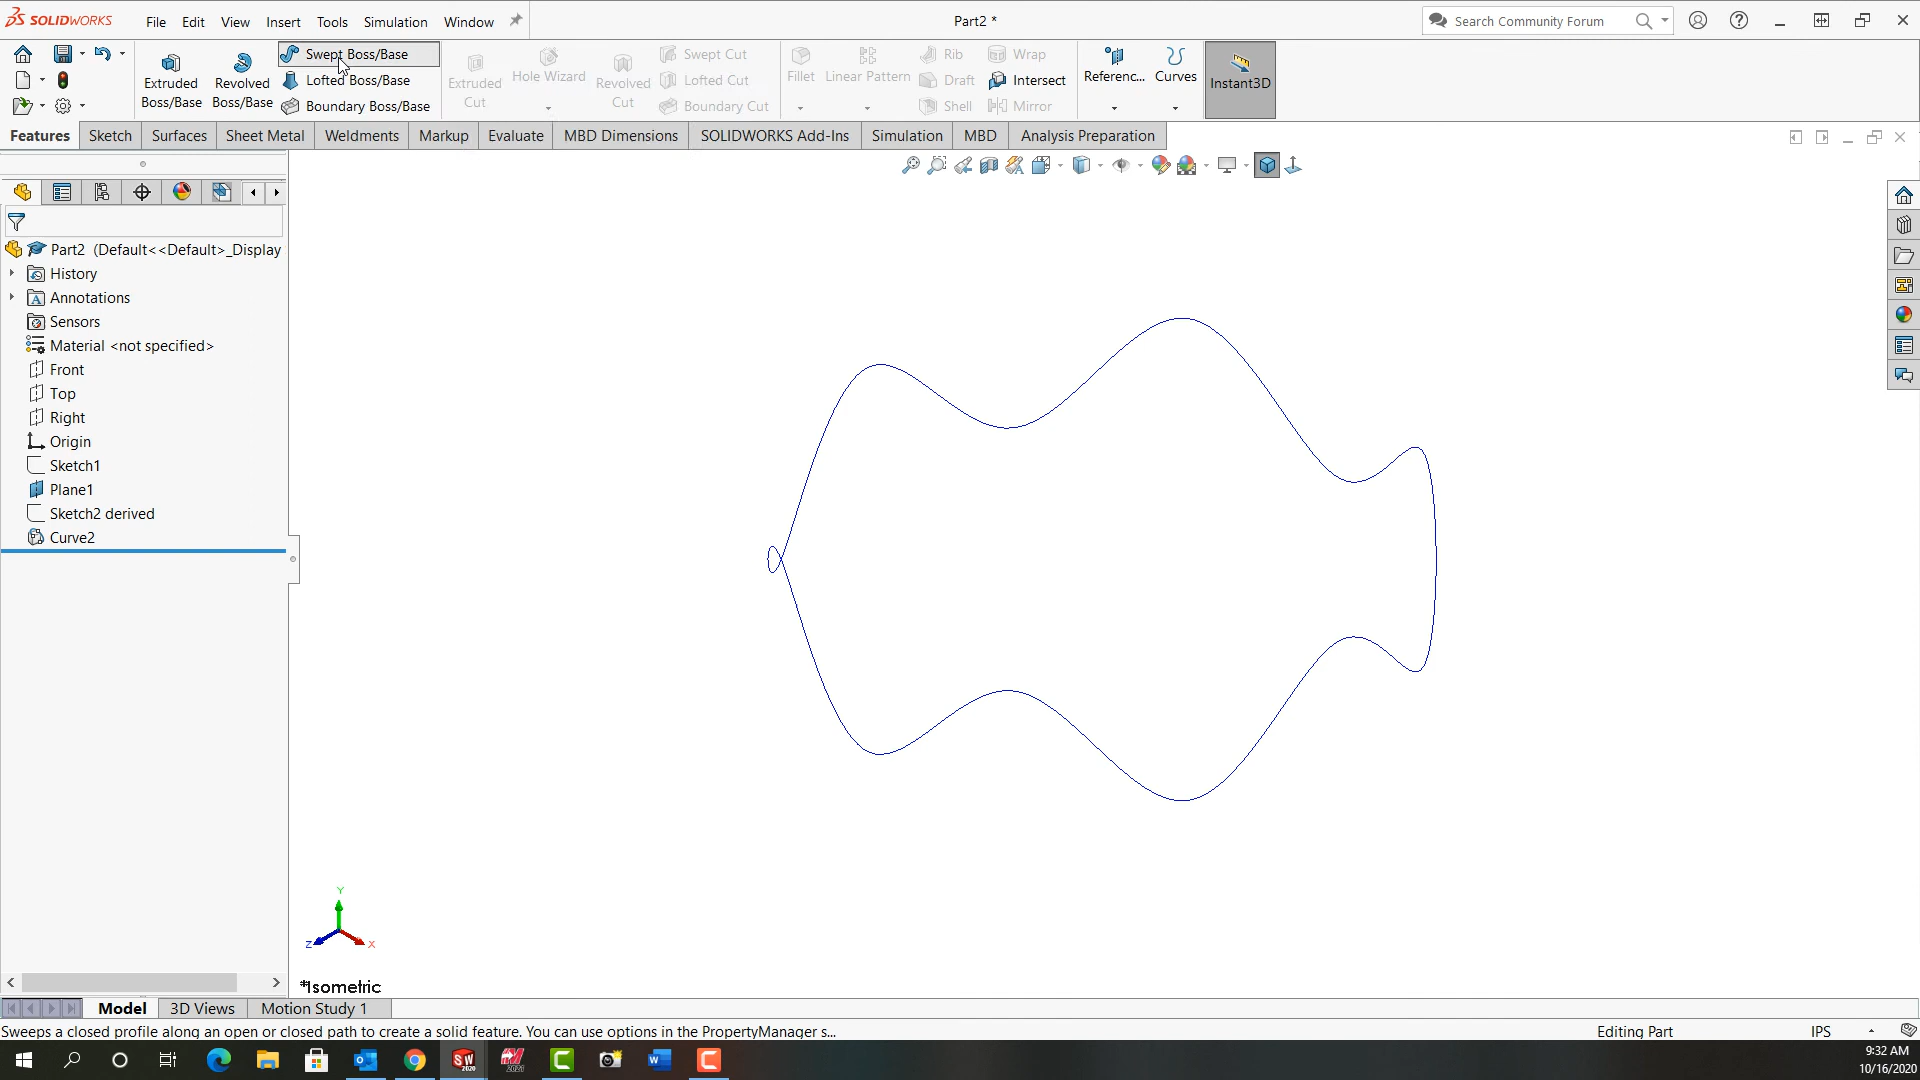 SOLIDWORKS
File
Edit
View
Insert
Tools
Simulation
Window
Part2 *
Search Community Forum
Extruded
Boss/Base
Revolved
Boss/Base
Swept Boss/Base
Lofted Boss/Base
Boundary Boss/Base
Extruded
Cut
Hole Wizard
Revolved
Cut
Swept Cut
Lofted Cut
Boundary Cut
Fillet
Linear Pattern
Rib
Draft
Shell
Wrap
Intersect
Mirror
Referenc...
Curves
Instant3D
Features
Sketch
Surfaces
Sheet Metal
Weldments
Markup
Evaluate
MBD Dimensions
SOLIDWORKS Add-Ins
Simulation
MBD
Analysis Preparation
Part2 (Default<<Default>_Display
History
Annotations
Sensors
Material <not specified>
Front
Top
Right
Origin
Sketch1
Plane1
Sketch2 derived
Curve2
Y
Z
X
*Isometric
Model
3D Views
Motion Study 1
Sweeps a closed profile along an open or closed path to create a solid feature. You can use options in the PropertyManager s...
Editing Part
IPS
SW
2020
2021
9:32 AM
10/16/2020